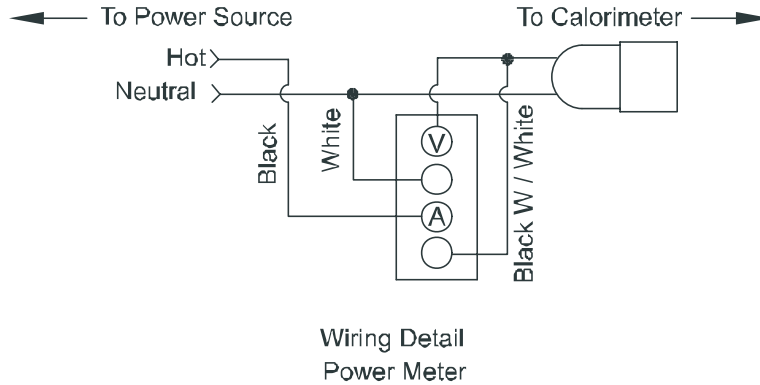 To Power Source
To Calorimeter
Hot
Neutral
Black
White
V
A
Black W / White
Wiring Detail
Power Meter